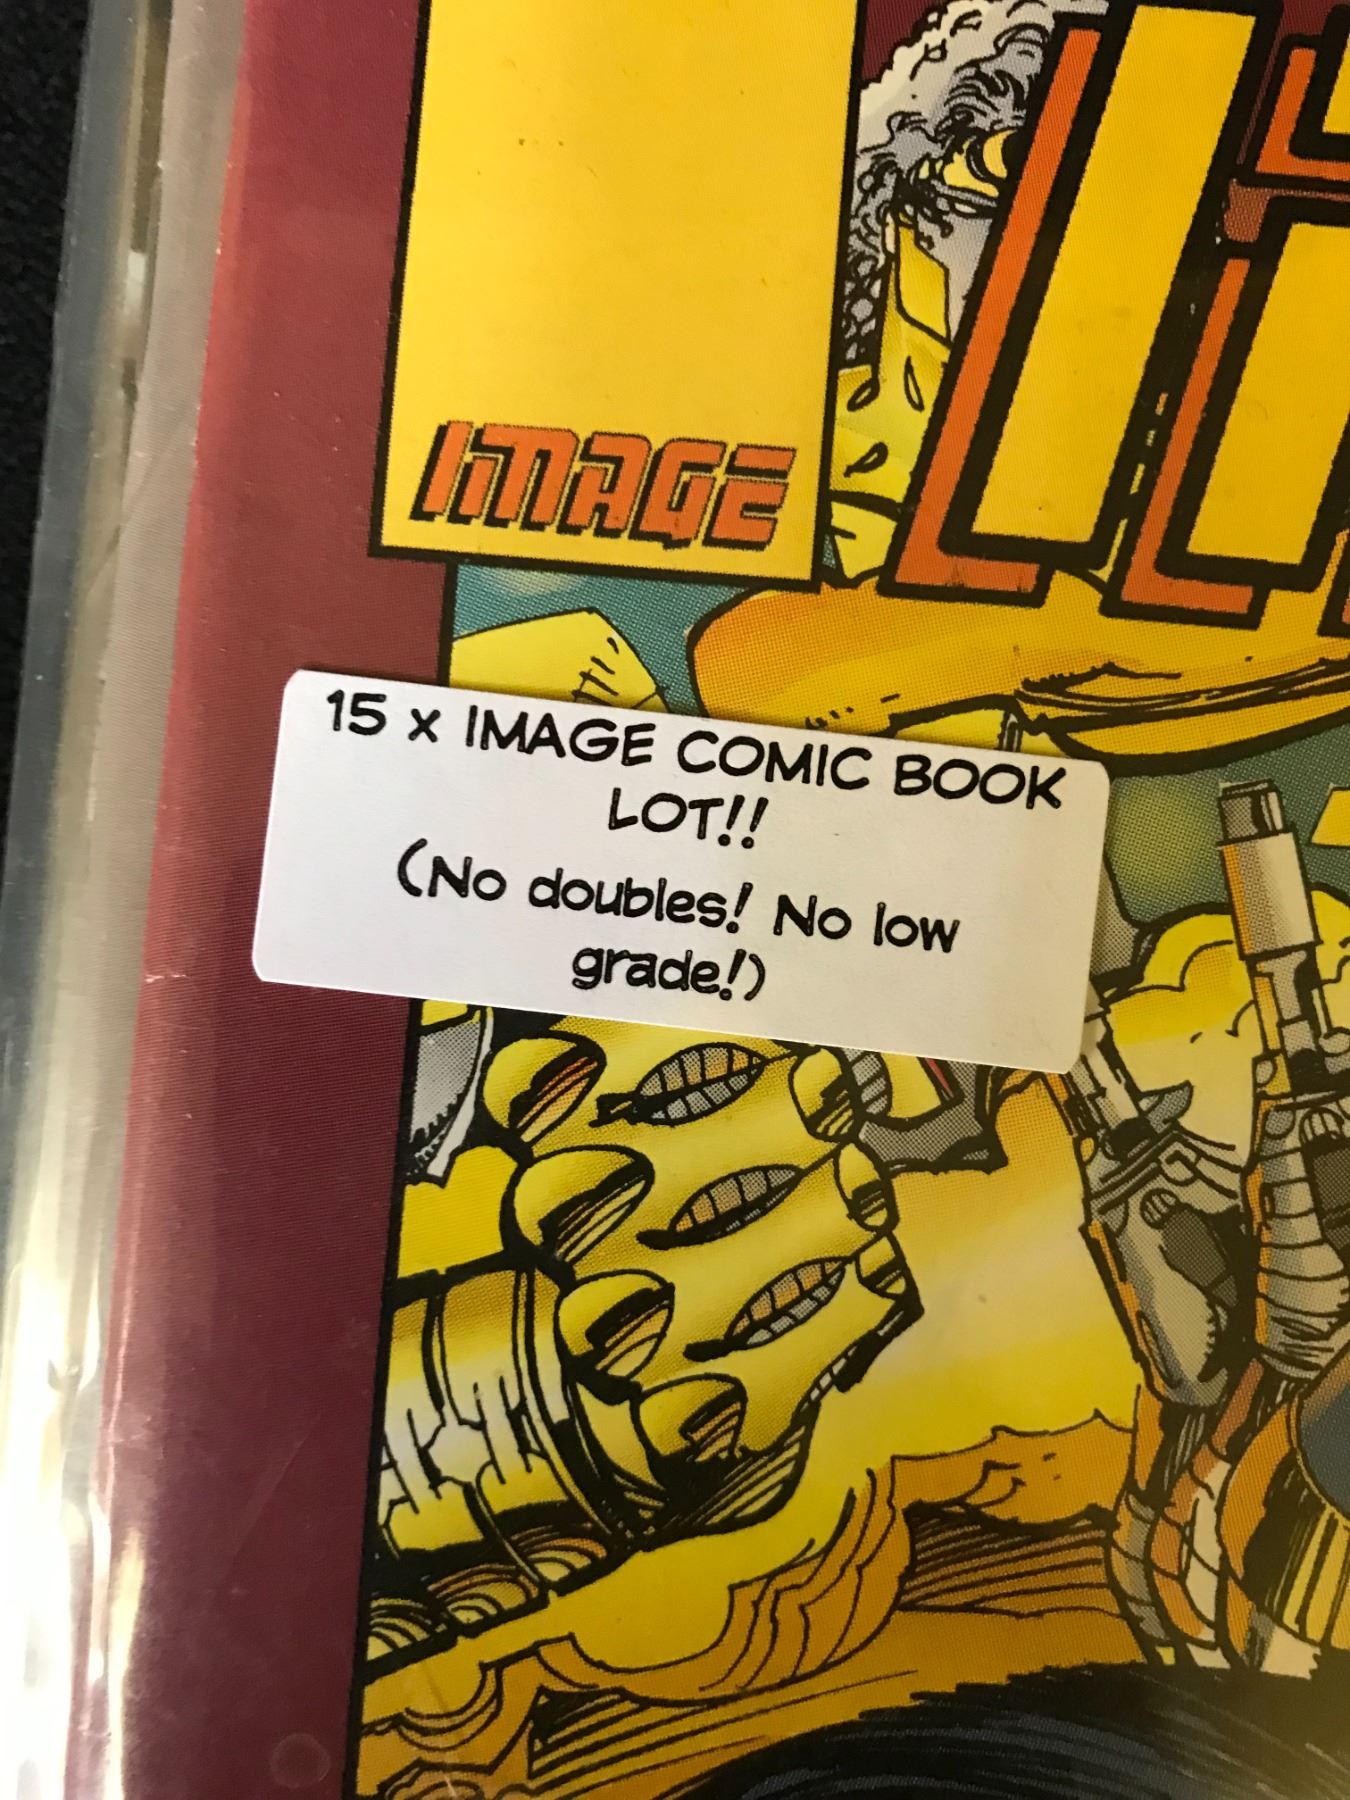 IMAGE
15 x IMAGE COMIC BOOK
LOT!!
(No doubles! No low
grade!)